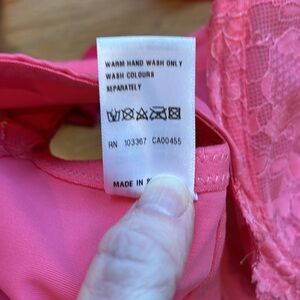 WARM HAND WASH ONLY
WASH COLOURS
SEPARATELY
RN 103367 CA00455
MADE IN